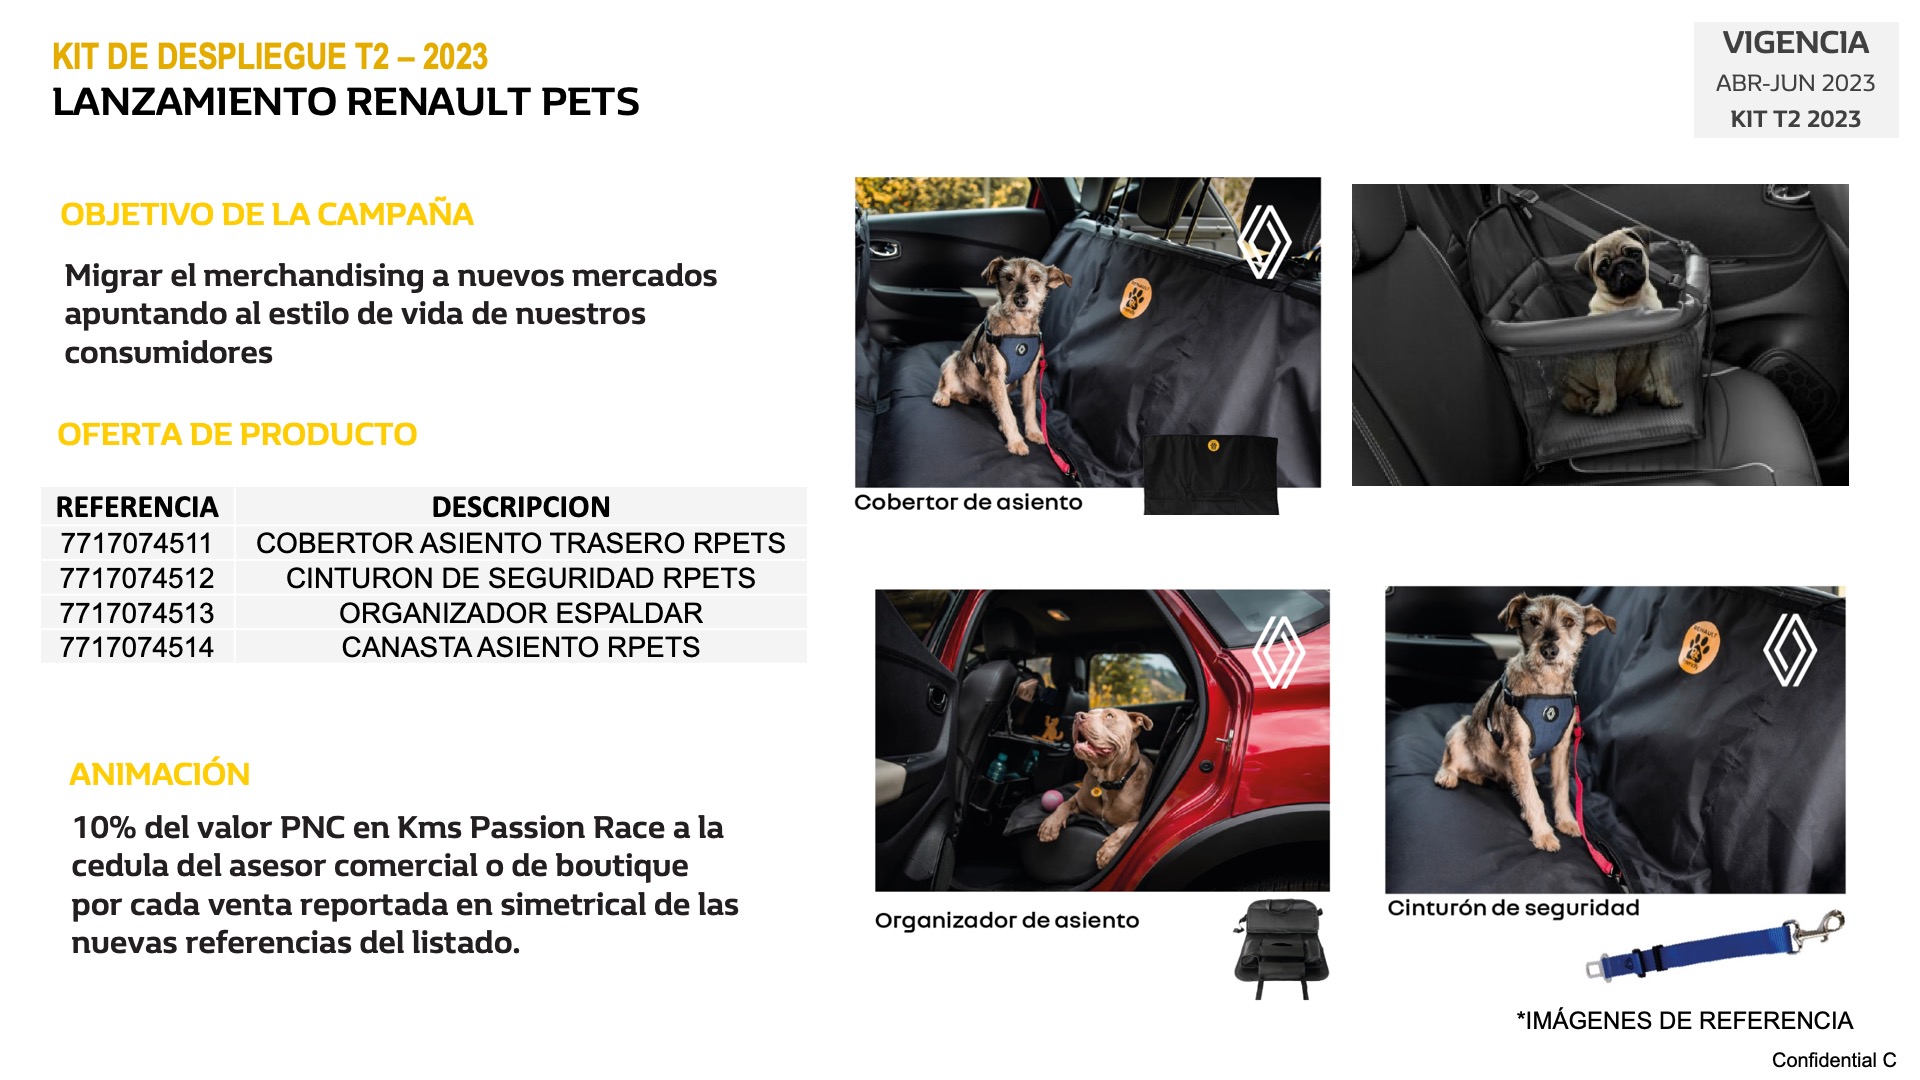 KIT DE DESPLIEGUE T2 – 2023
LANZAMIENTO RENAULT PETS
VIGENCIA
ABR-JUN 2023
KIT T2 2023
OBJETIVO DE LA CAMPAÑA
Migrar el merchandising a nuevos mercados
apuntando al estilo de vida de nuestros
consumidores
OFERTA DE PRODUCTO
REFERENCIA DESCRIPCION
7717074511 COBERTOR ASIENTO TRASERO RPETS
7717074512 CINTURON DE SEGURIDAD RPETS
7717074513 ORGANIZADOR ESPALDAR
7717074514 CANASTA ASIENTO RPETS
ANIMACIÓN
10% del valor PNC en Kms Passion Race a la
cedula del asesor comercial o de boutique
por cada venta reportada en simetrical de las
nuevas referencias del listado.
Cobertor de asiento
Organizador de asiento
RENAULT
Cinturón de seguridad
*IMÁGENES DE REFERENCIA
Confidential C